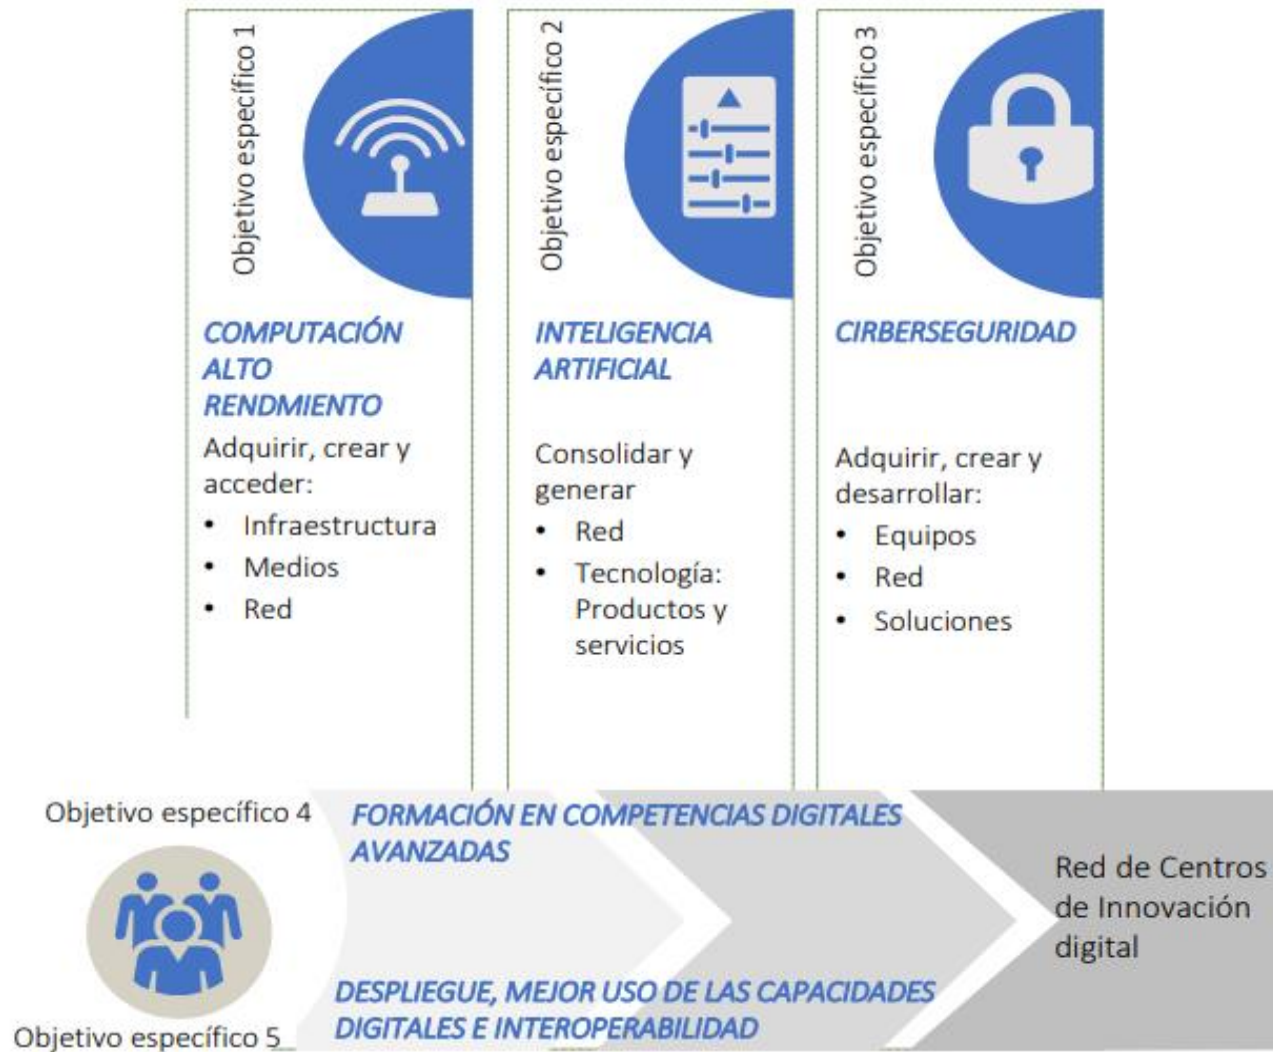 Objetivo específico 1
COMPUTACIÓN
ALTO
RENDMIENTO
Adquirir, crear y
acceder:
• Infraestructura
• Medios
• Red
Objetivo específico 2
INTELIGENCIA
ARTIFICIAL
Consolidar y
generar
• Red
• Tecnología:
Productos y
servicios
Objetivo específico 3
CIRBERSEGURIDAD
Adquirir, crear y
desarrollar:
• Equipos
• Red
• Soluciones
Objetivo específico 4
FORMACIÓN EN COMPETENCIAS DIGITALES
AVANZADAS
Objetivo específico 5
DESPLIEGUE, MEJOR USO DE LAS CAPACIDADES
DIGITALES E INTEROPERABILIDAD
Red de Centros
de Innovación
digital